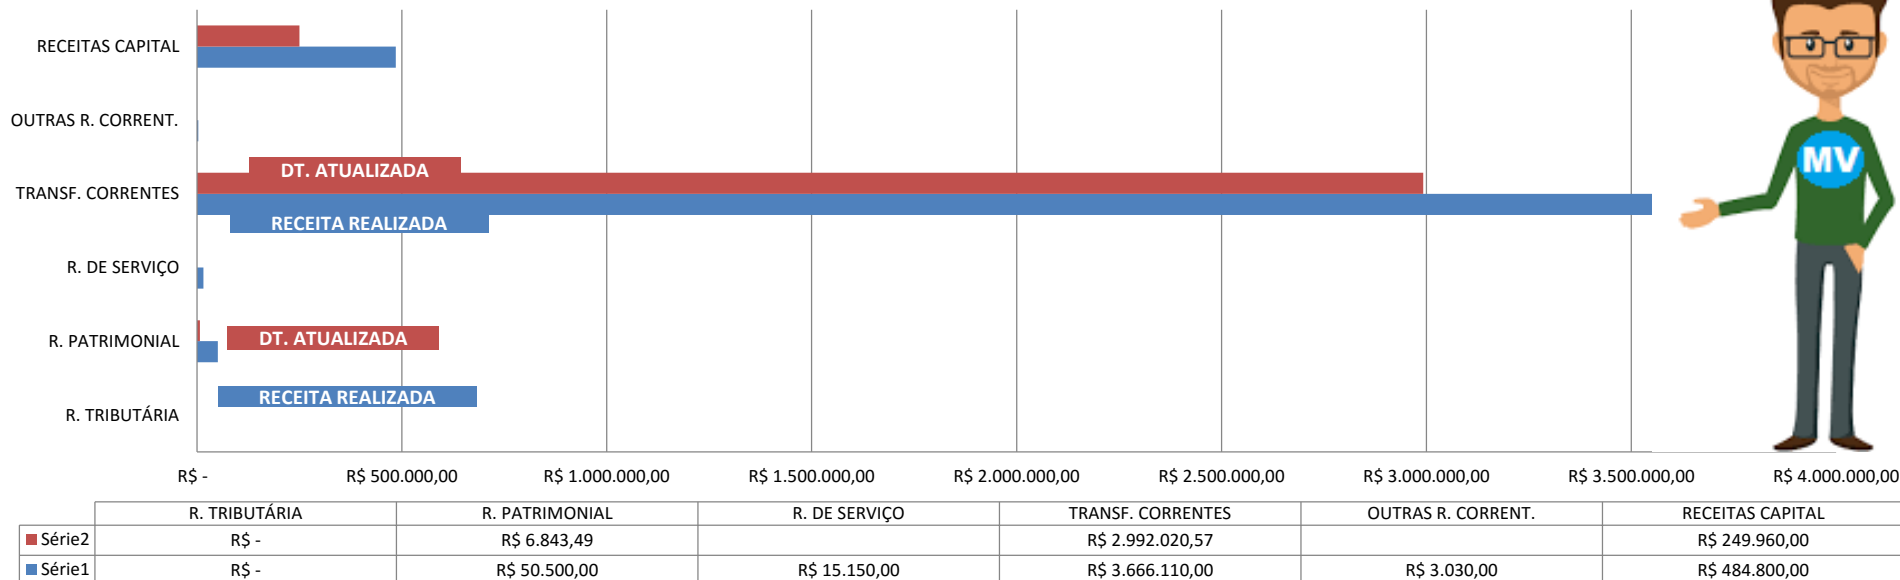 RECEITAS CAPITAL
OUTRAS R. CORRENT.
DT. ATUALIZADA
TRANSF. CORRENTES
MV
RECEITA REALIZADA
R. DE SERVIÇO
R. PATRIMONIAL
DT. ATUALIZADA
RECEITA REALIZADA
R. TRIBUTÁRIA
R$ - R$ 500.000,00 R$ 1.000.000,00 R$ 1.500.000,00 R$ 2.000.000,00 R$ 2.500.000,00 R$ 3.000.000,00 R$ 3.500.000,00 R$ 4.000.000,00
R. TRIBUTÁRIA R. PATRIMONIAL R. DE SERVIÇO TRANSF. CORRENTES OUTRAS R. CORRENT. RECEITAS CAPITAL
Série2 R$ - R$ 6.843,49 R$ 2.992.020,57 R$ 249.960,00
Série1 R$ - R$ 50.500,00 R$ 15.150,00 R$ 3.666.110,00 R$ 3.030,00 R$ 484.800,00